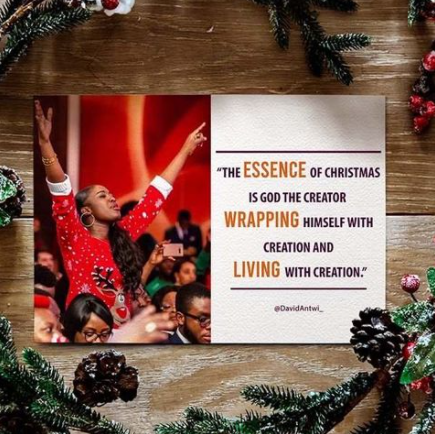 “THE ESSENCE OF CHRISTMAS
IS GOD THE CREATOR
WRAPPING HIMSELF WITH
CREATION AND
LIVING WITH CREATION.”
@DavidAntwi_